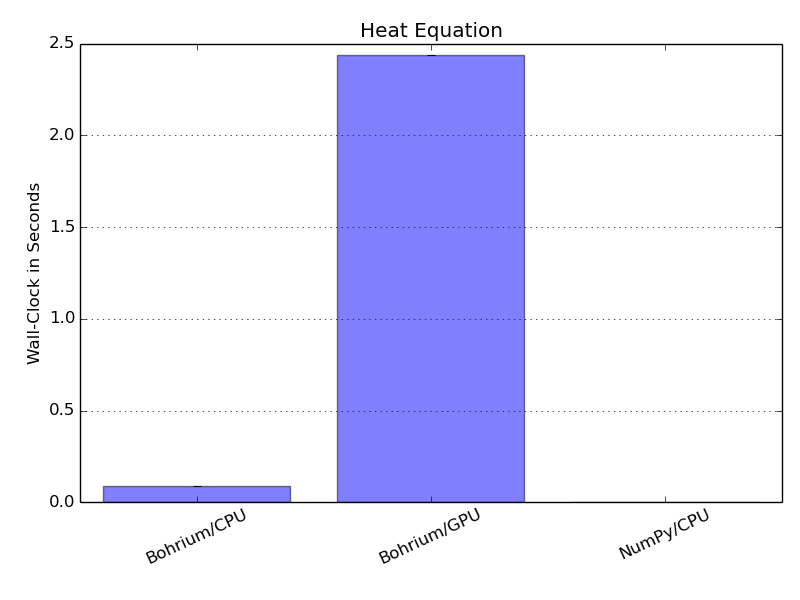 Heat Equation
2.5
2.0
1.5
1.0
0.5
0.0
Wall-Clock in Seconds
Bohrium/CPU
Bohrium/GPU
NumPy/CPU